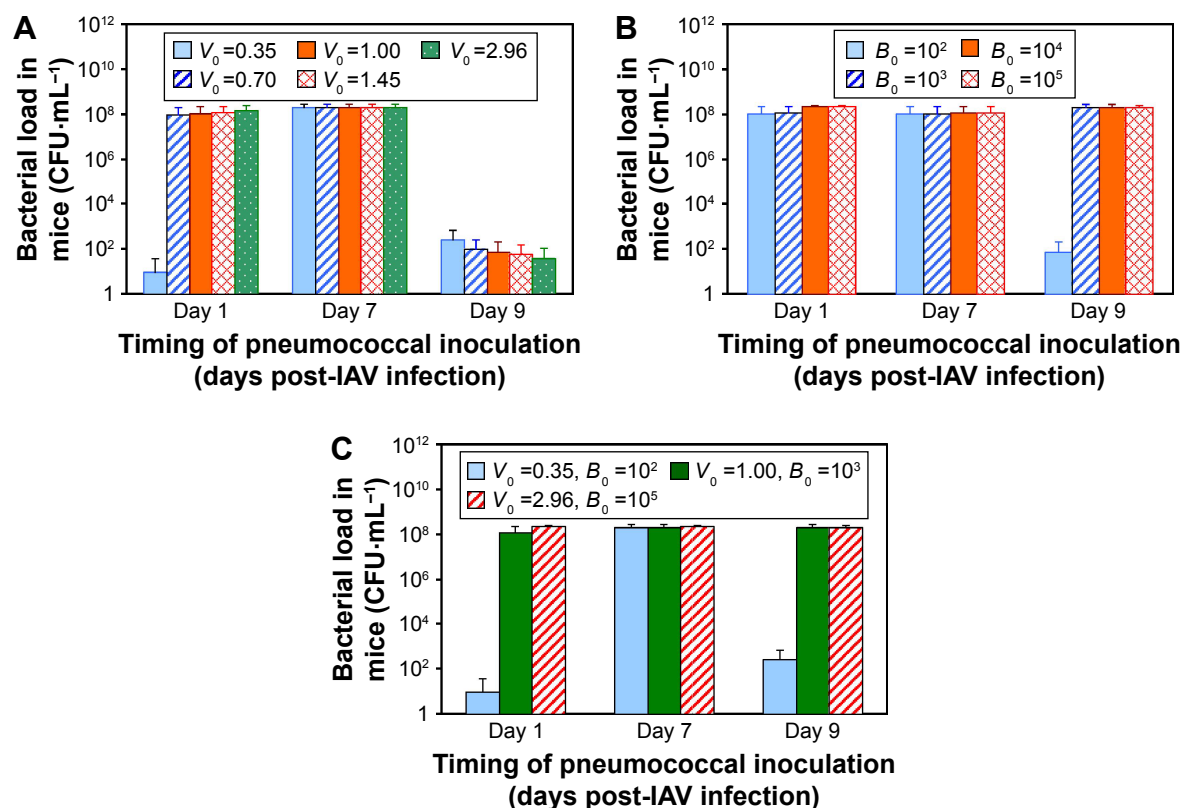 A
10¹²
10¹⁰
10⁸
10⁶
10⁴
10²
1
Bacterial load in
mice (CFU·mL⁻¹)
V₀ =0.35 V₀ =1.00 V₀ =2.96
V₀ =0.70 V₀ =1.45
Day 1 Day 7 Day 9
Timing of pneumococcal inoculation
(days post-IAV infection)
B
10¹²
10¹⁰
10⁸
10⁶
10⁴
10²
1
Bacterial load in
mice (CFU·mL⁻¹)
B₀ =10² B₀ =10⁴
B₀ =10³ B₀ =10⁵
Day 1 Day 7 Day 9
Timing of pneumococcal inoculation
(days post-IAV infection)
C
10¹²
10¹⁰
10⁸
10⁶
10⁴
10²
1
Bacterial load in
mice (CFU·mL⁻¹)
V₀ =0.35, B₀ =10² V₀ =1.00, B₀ =10³
V₀ =2.96, B₀ =10⁵
Day 1 Day 7 Day 9
Timing of pneumococcal inoculation
(days post-IAV infection)